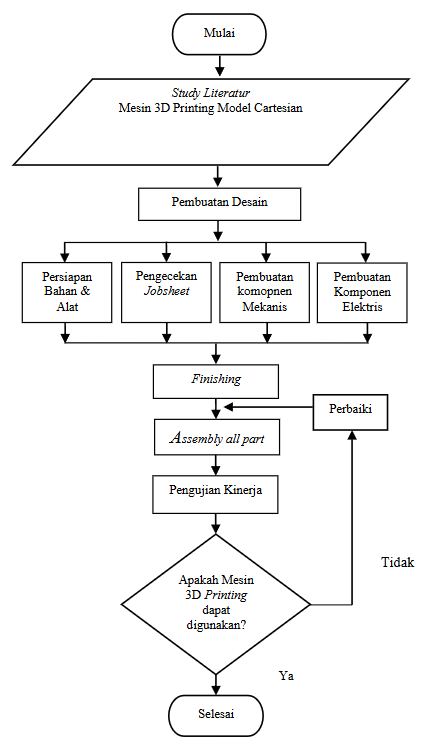 Mulai
Study Literatur
Mesin 3D Printing Model Cartesian
Pembuatan Desain
Persiapan
Bahan &
Alat
Pengecekan
Jobsheet
Pembuatan
komopnen
Mekanis
Pembuatan
Komponen
Elektris
Finishing
Perbaiki
Assembly all part
Pengujian Kinerja
Apakah Mesin
3D Printing
dapat
digunakan?
Tidak
Ya
Selesai